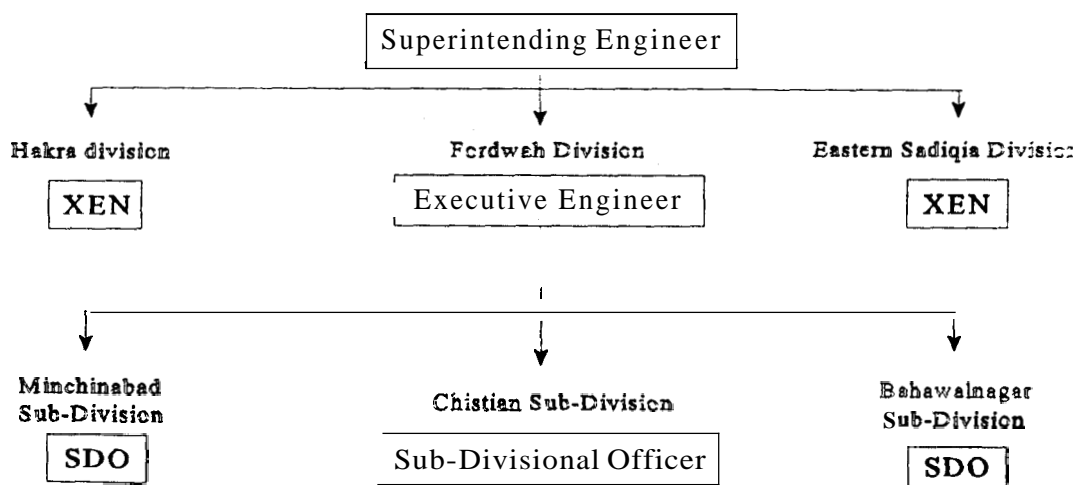 Superintending Engineer
Hakra division
Fordwah Division
Eastern Sadiqia Division
XEN
Executive Engineer
XEN
Minchinabad
Sub-Division
Chistian Sub-Division
Bahawalnagar
Sub-Division
SDO
Sub-Divisional Officer
SDO